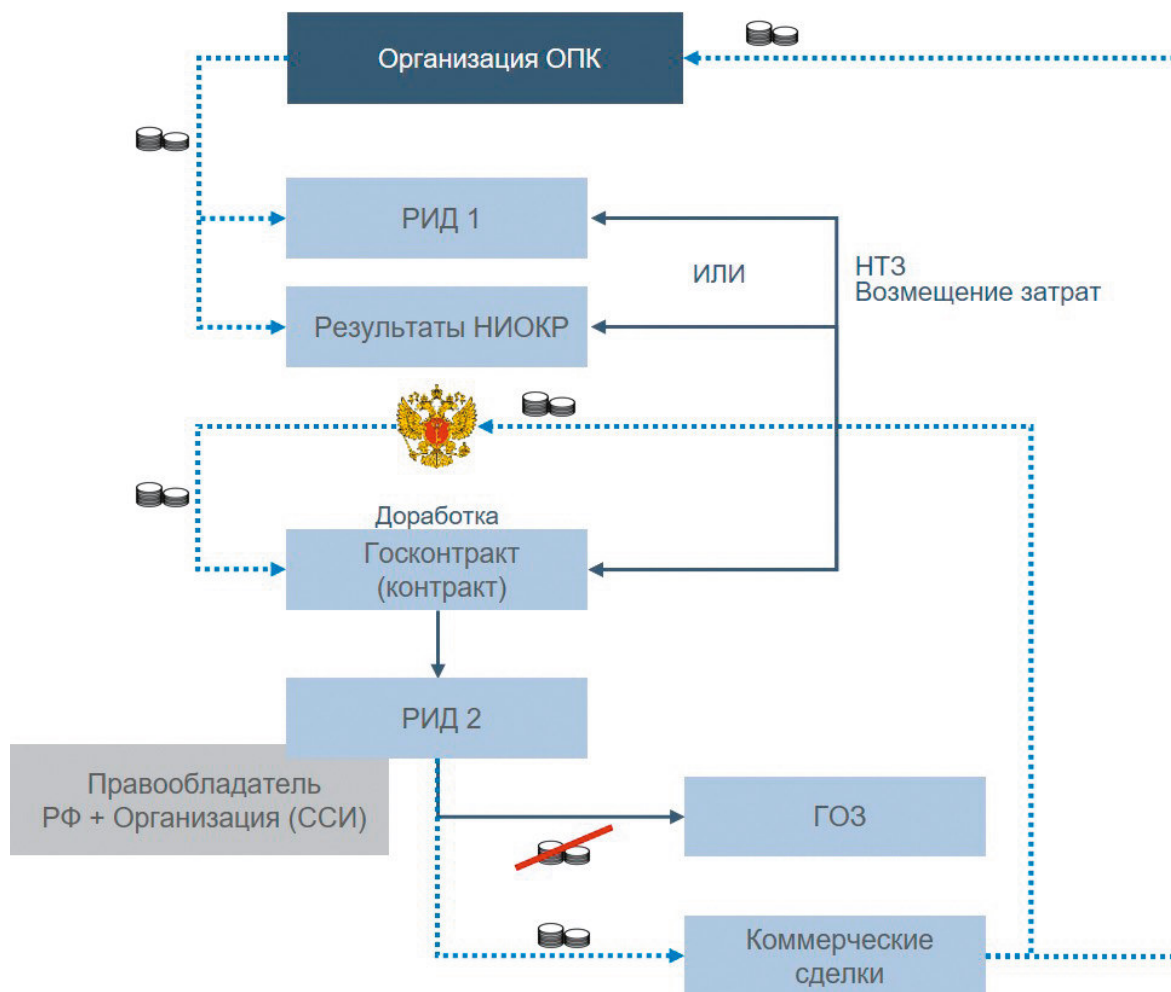 Организация ОПК
РИД 1
ИЛИ
НТЗ
Возмещение затрат
Результаты НИОКР
Доработка
Госконтракт
(контракт)
РИД 2
Правообладатель
РФ + Организация (ССИ)
ГОЗ
Коммерческие
сделки